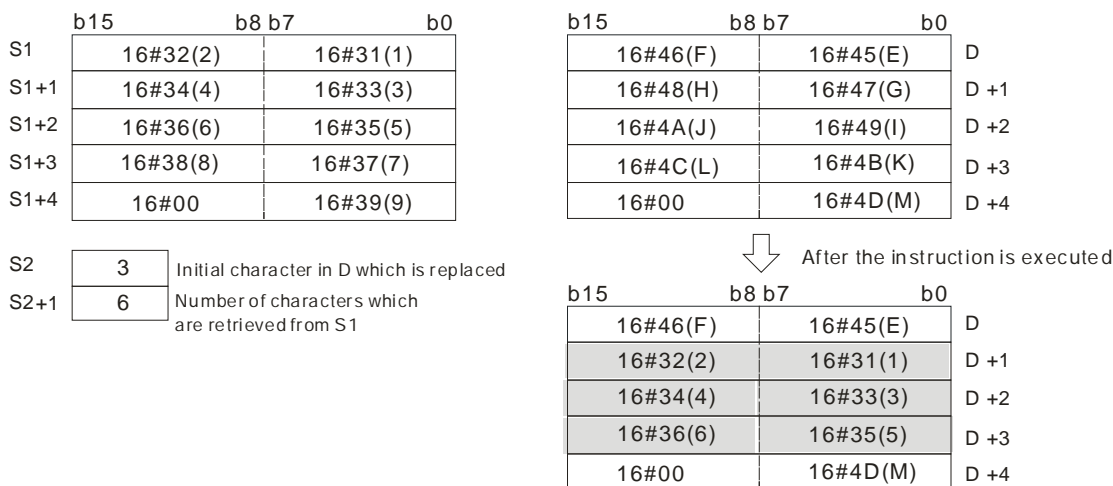 b15 b8 b7 b0
S1 16#32(2) 16#31(1)
S1+1 16#34(4) 16#33(3)
S1+2 16#36(6) 16#35(5)
S1+3 16#38(8) 16#37(7)
S1+4 16#00 16#39(9)
S2 3 Initial character in D which is replaced
S2+1 6 Number of characters which
are retrieved from S1
b15 b8 b7 b0
16#46(F) 16#45(E) D
16#48(H) 16#47(G) D +1
16#4A(J) 16#49(I) D +2
16#4C(L) 16#4B(K) D +3
16#00 16#4D(M) D +4
After the instruction is executed
b15 b8 b7 b0
16#46(F) 16#45(E) D
16#32(2) 16#31(1) D +1
16#34(4) 16#33(3) D +2
16#36(6) 16#35(5) D +3
16#00 16#4D(M) D +4